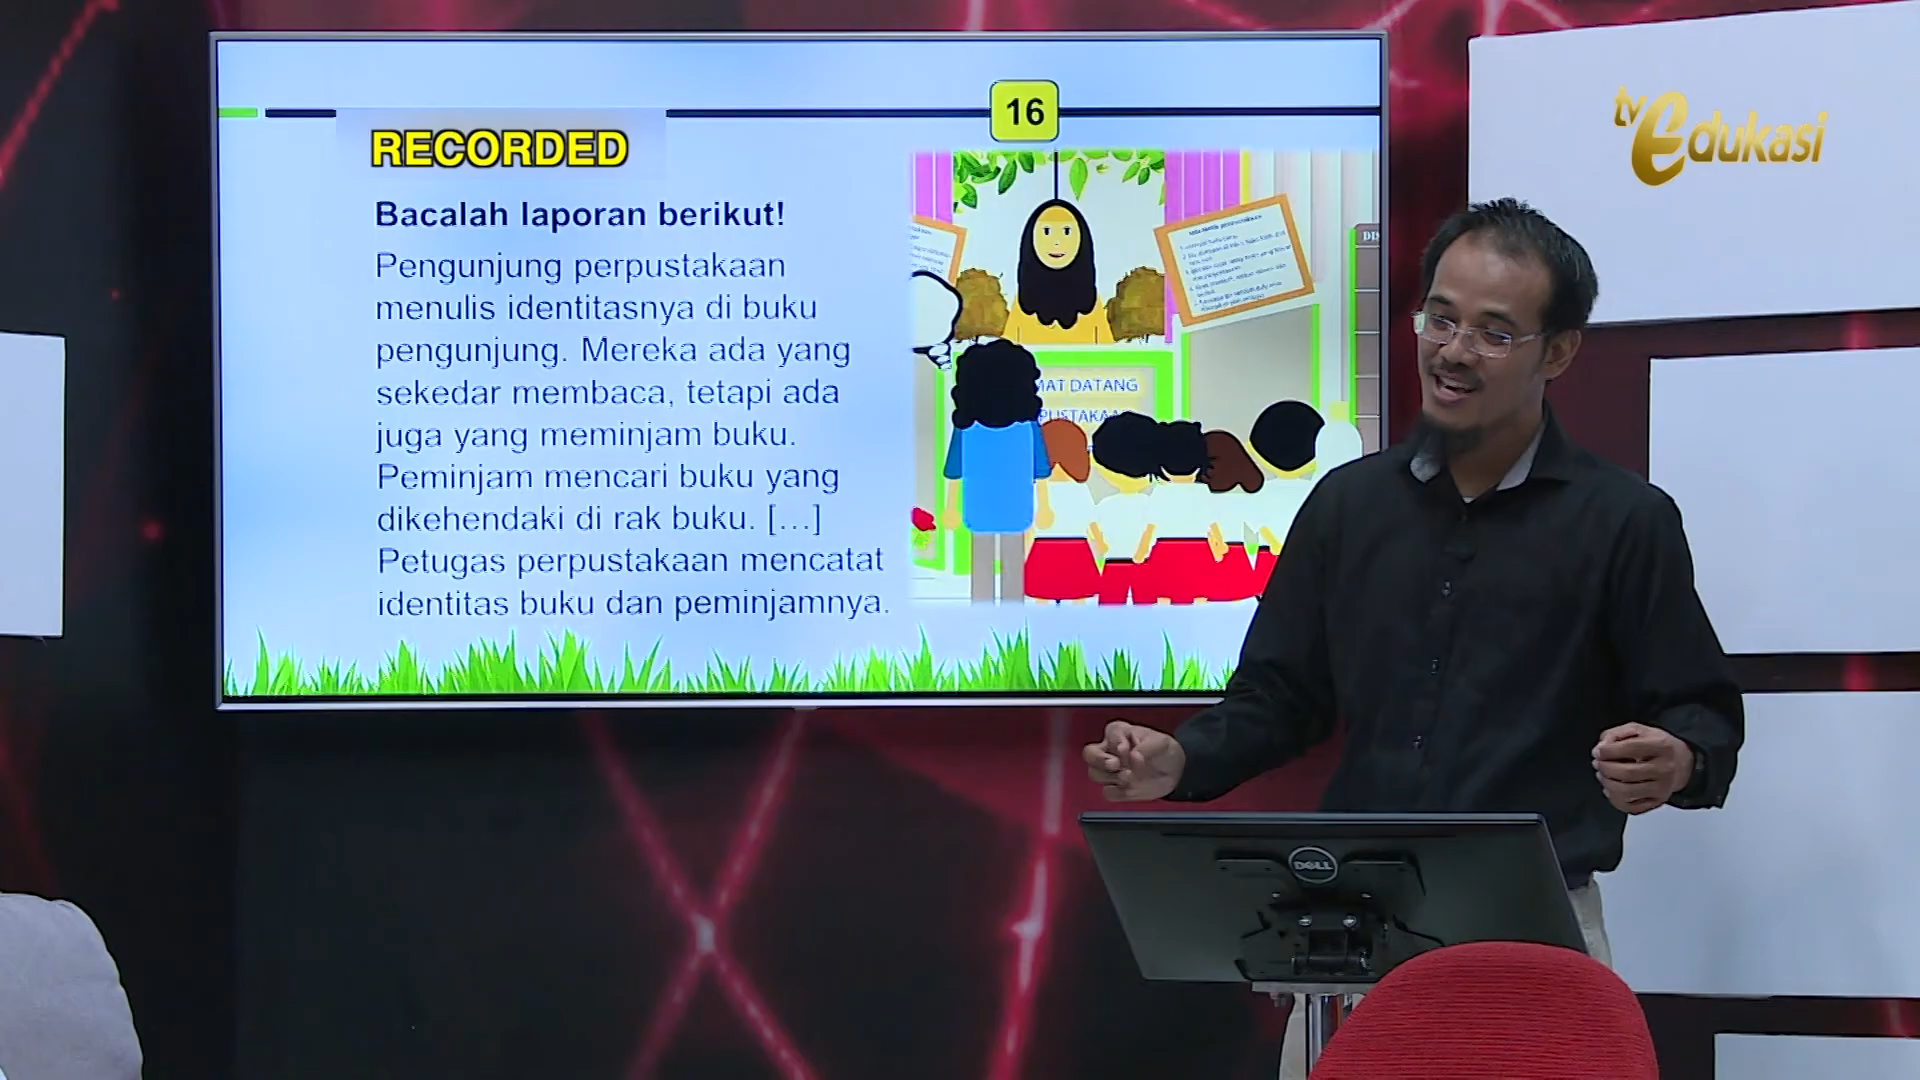 16
tv Edukasi
RECORDED
Bacalah laporan berikut!
Pengunjung perpustakaan
menulis identitasnya di buku
pengunjung. Mereka ada yang
sekedar membaca, tetapi ada
juga yang meminjam buku.
Peminjam mencari buku yang
dikehendaki di rak buku. [...]
Petugas perpustakaan mencatat
identitas buku dan peminjamnya.
MAT DATANG
DELL